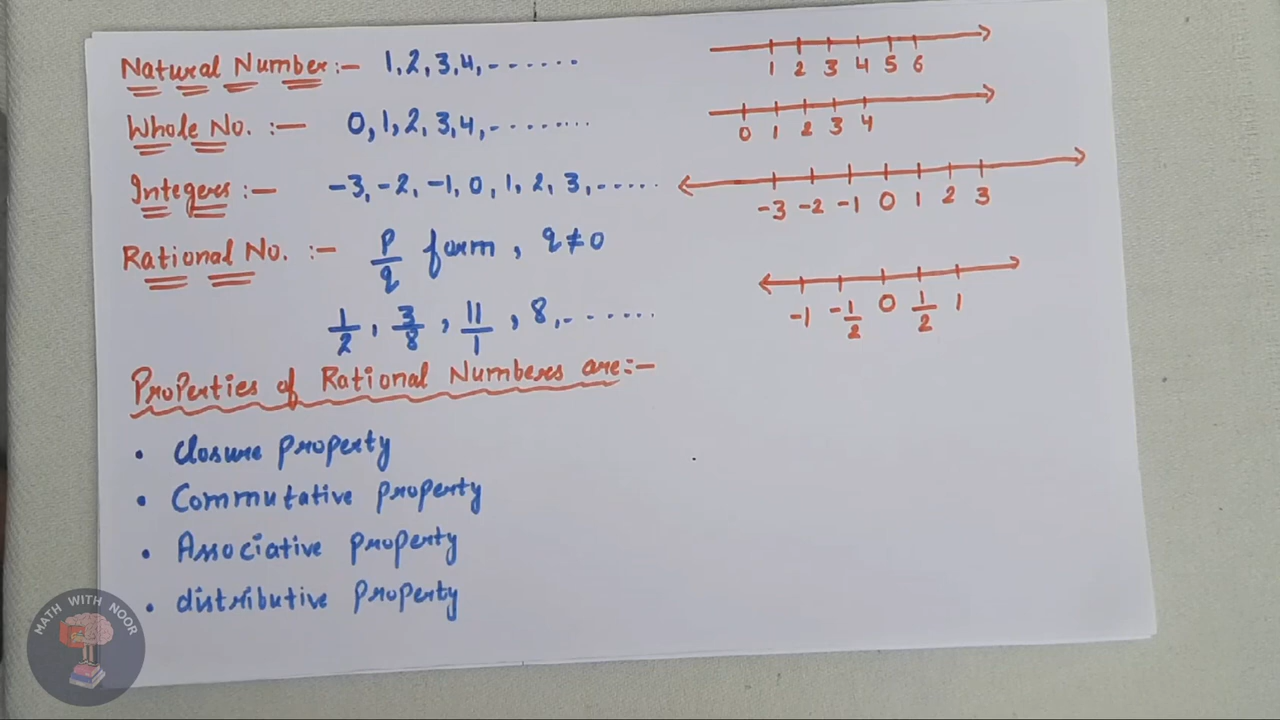 Natural Number:- 1, 2, 3, 4, -......
1 2 3 4 5 6
Whole No. :- 0, 1, 2, 3, 4, -.......
0 1 2 3 4
Integers :- -3, -2, -1, 0, 1, 2, 3, -.....
-3 -2 -1 0 1 2 3
Rational No. :- p/q form, q≠0
-1 -1/2 0 1/2 1
1/2, 3/8, 11/1, 8, -......
Properties of Rational Numbers are:-
• Closure property
• Commutative property
• Associative property
• distributive property
MATH WITH NOOR